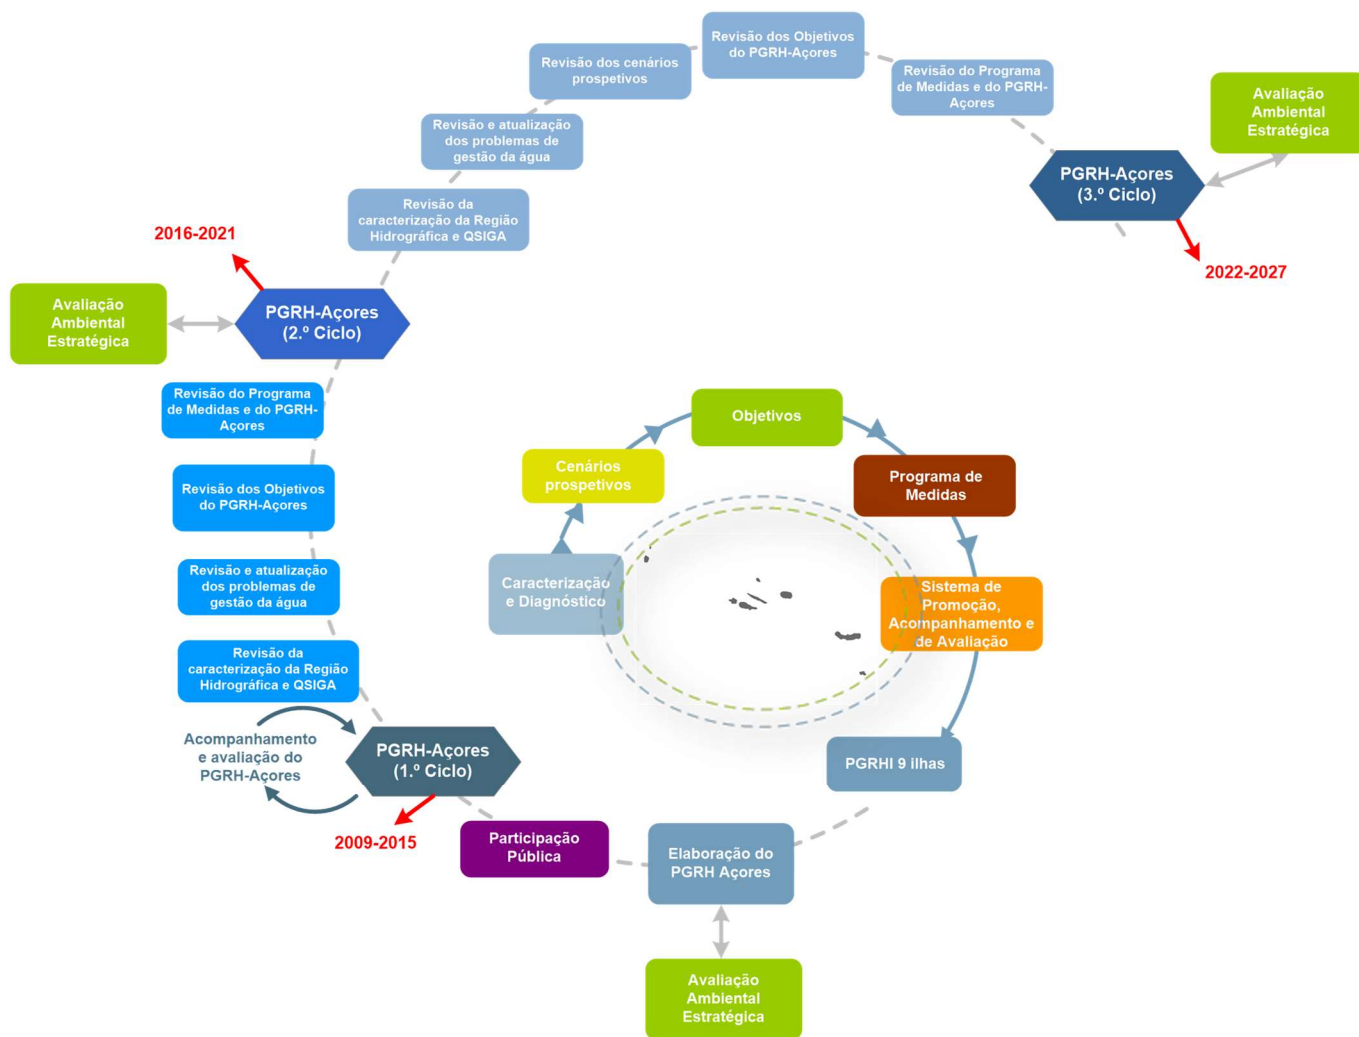 Revisão dos Objetivos
do PGRH-Açores
Revisão dos cenários
prospetivos
Revisão do Programa
de Medidas e do PGRH-
Açores
Avaliação
Ambiental
Estratégica
Revisão e atualização
dos problemas de
gestão da água
PGRH-Açores
(3.º Ciclo)
Revisão da
caracterização da Região
Hidrográfica e QSIGA
2016-2021
2022-2027
Avaliação
Ambiental
Estratégica
PGRH-Açores
(2.º Ciclo)
Revisão do Programa
de Medidas e do PGRH-
Açores
Revisão dos Objetivos
do PGRH-Açores
Revisão e atualização
dos problemas de
gestão da água
Revisão da
caracterização da Região
Hidrográfica e QSIGA
Objetivos
Cenários
prospetivos
Programa de
Medidas
Caracterização
e Diagnóstico
Sistema de
Promoção,
Acompanhamento e
de Avaliação
PGRHI 9 ilhas
Acompanhamento
e avaliação do
PGRH-Açores
PGRH-Açores
(1.º Ciclo)
2009-2015
Participação
Pública
Elaboração do
PGRH Açores
Avaliação
Ambiental
Estratégica